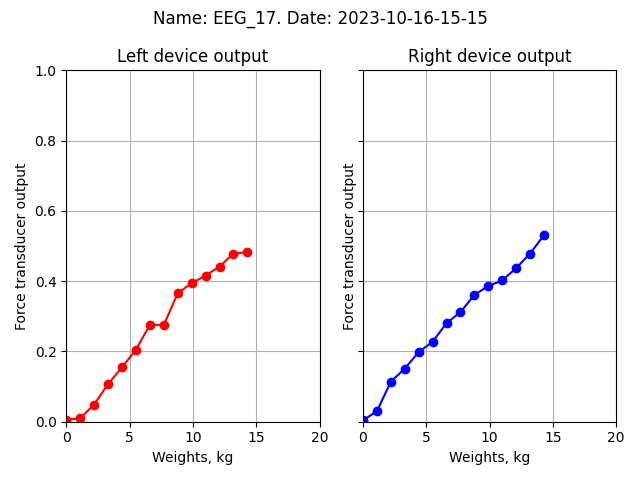 Name: EEG_17. Date: 2023-10-16-15-15
Left device output
Right device output
1.0
0.8
0.6
0.4
0.2
0.0
Force transducer output
Force transducer output
0 5 10 15 20
0 5 10 15 20
Weights, kg
Weights, kg